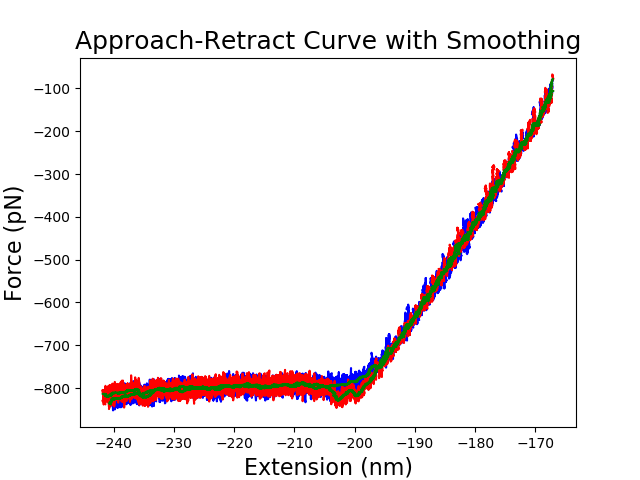 Approach-Retract Curve with Smoothing
−100
−200
−300
−400
−500
−600
−700
−800
Force (pN)
−240 −230 −220 −210 −200 −190 −180 −170
Extension (nm)